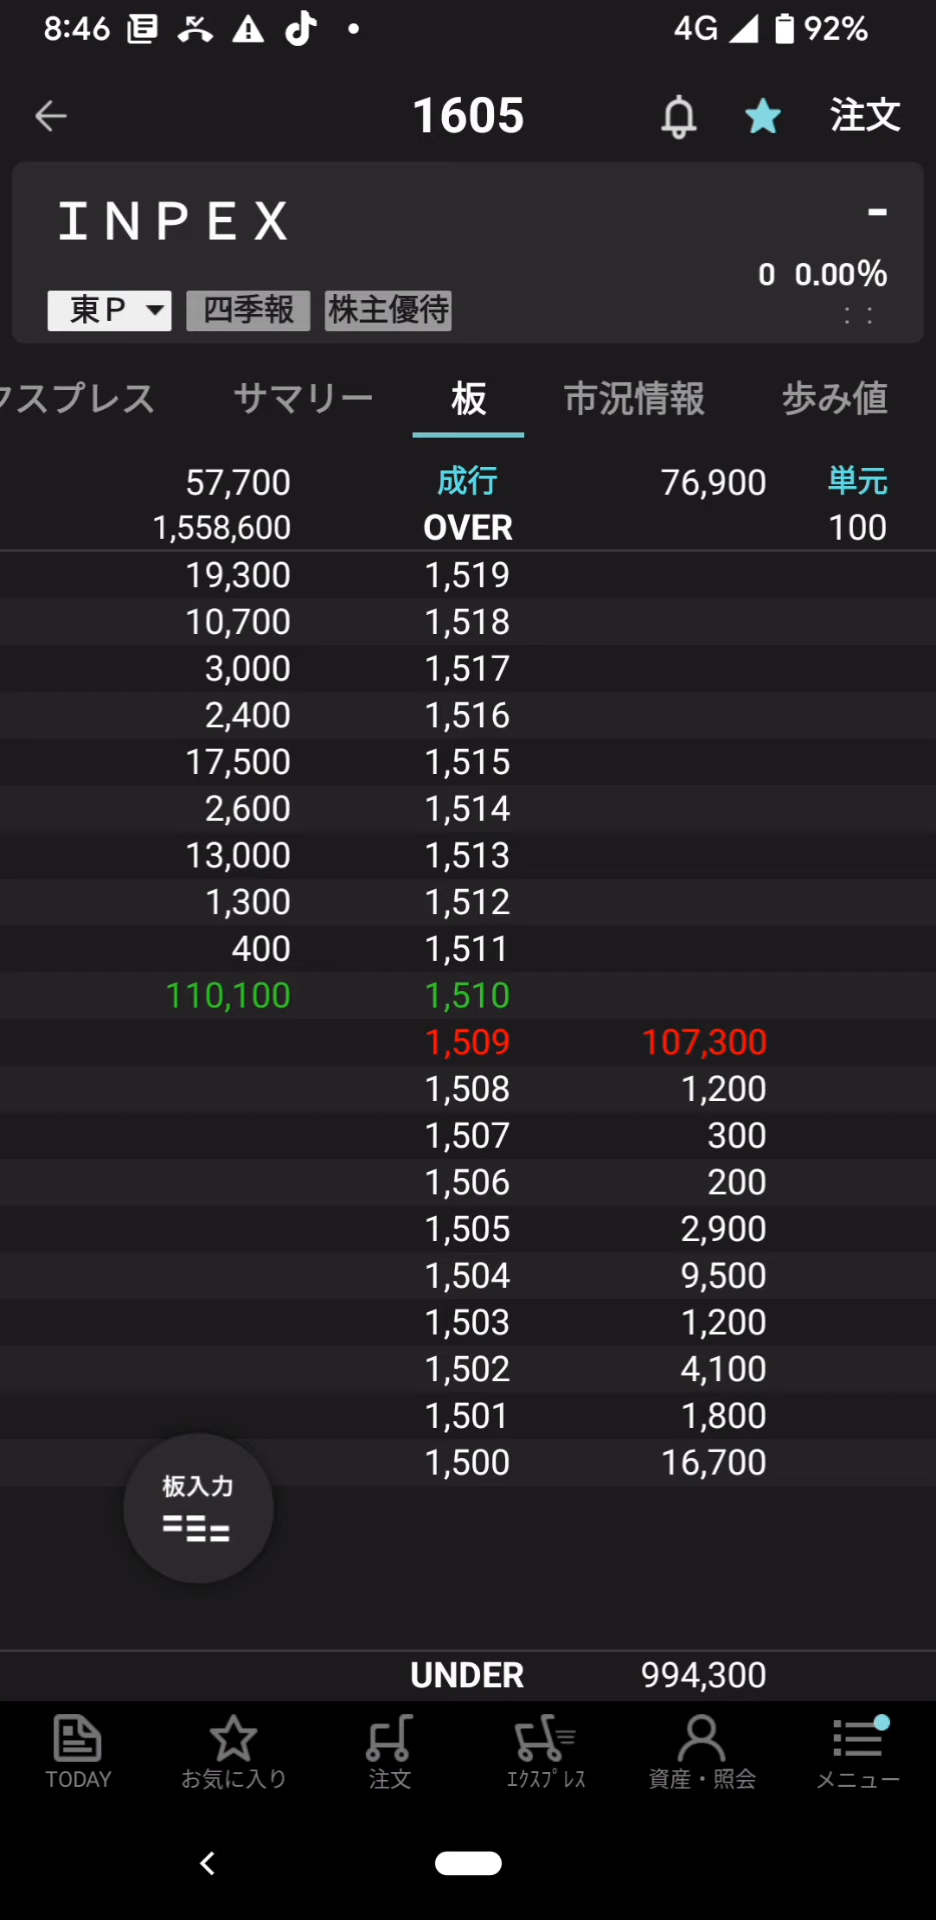 8:46 4G 92%
1605 注文
ＩＮＰＥＸ -
0 0.00%
東P 四季報 株主優待 : :
クスプレス サマリー 板 市況情報 歩み値
57,700 成行 76,900 単元
1,558,600 OVER 100
19,300 1,519
10,700 1,518
3,000 1,517
2,400 1,516
17,500 1,515
2,600 1,514
13,000 1,513
1,300 1,512
400 1,511
110,100 1,510
1,509 107,300
1,508 1,200
1,507 300
1,506 200
1,505 2,900
1,504 9,500
1,503 1,200
1,502 4,100
1,501 1,800
1,500 16,700
板入力
UNDER 994,300
TODAY お気に入り 注文 ｴｸｽﾌﾟﾚｽ 資産・照会 メニュー